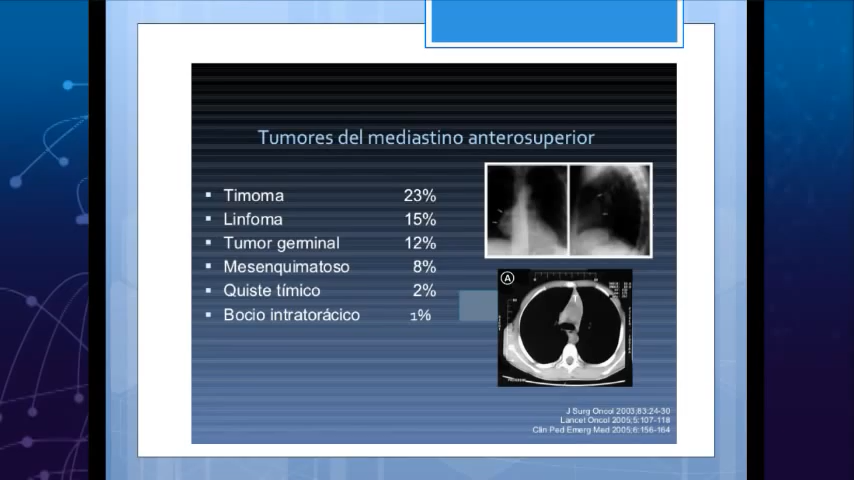 Tumores del mediastino anterosuperior
▪ Timoma 23%
▪ Linfoma 15%
▪ Tumor germinal 12%
▪ Mesenquimatoso 8%
▪ Quiste tímico 2%
▪ Bocio intratorácico 1%
A
T
J Surg Oncol 2003;83:24-30
Lancet Oncol 2005;5:107-118
Clin Ped Emerg Med 2005;6:156-164